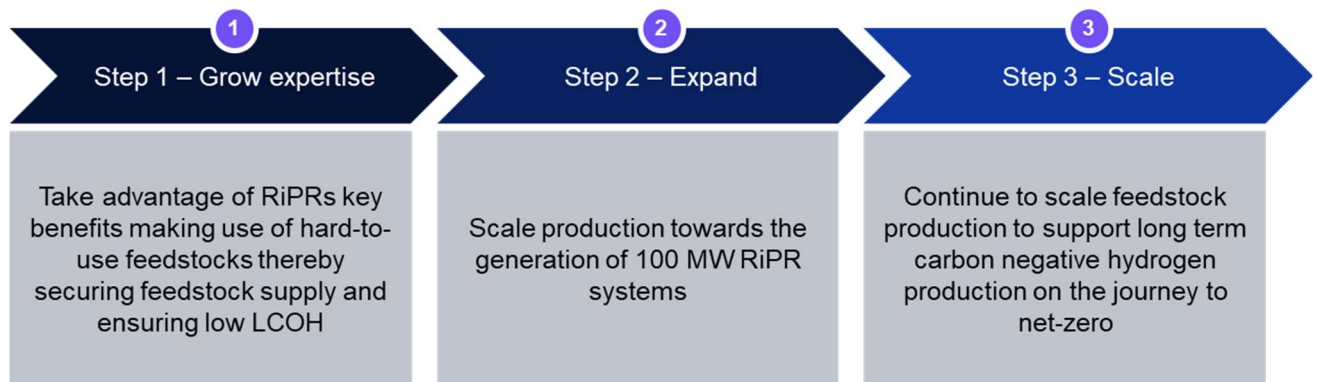 1
Step 1 – Grow expertise
Take advantage of RiPRs key
benefits making use of hard-to-
use feedstocks thereby
securing feedstock supply and
ensuring low LCOH
2
Step 2 – Expand
Scale production towards the
generation of 100 MW RiPR
systems
3
Step 3 – Scale
Continue to scale feedstock
production to support long term
carbon negative hydrogen
production on the journey to
net-zero